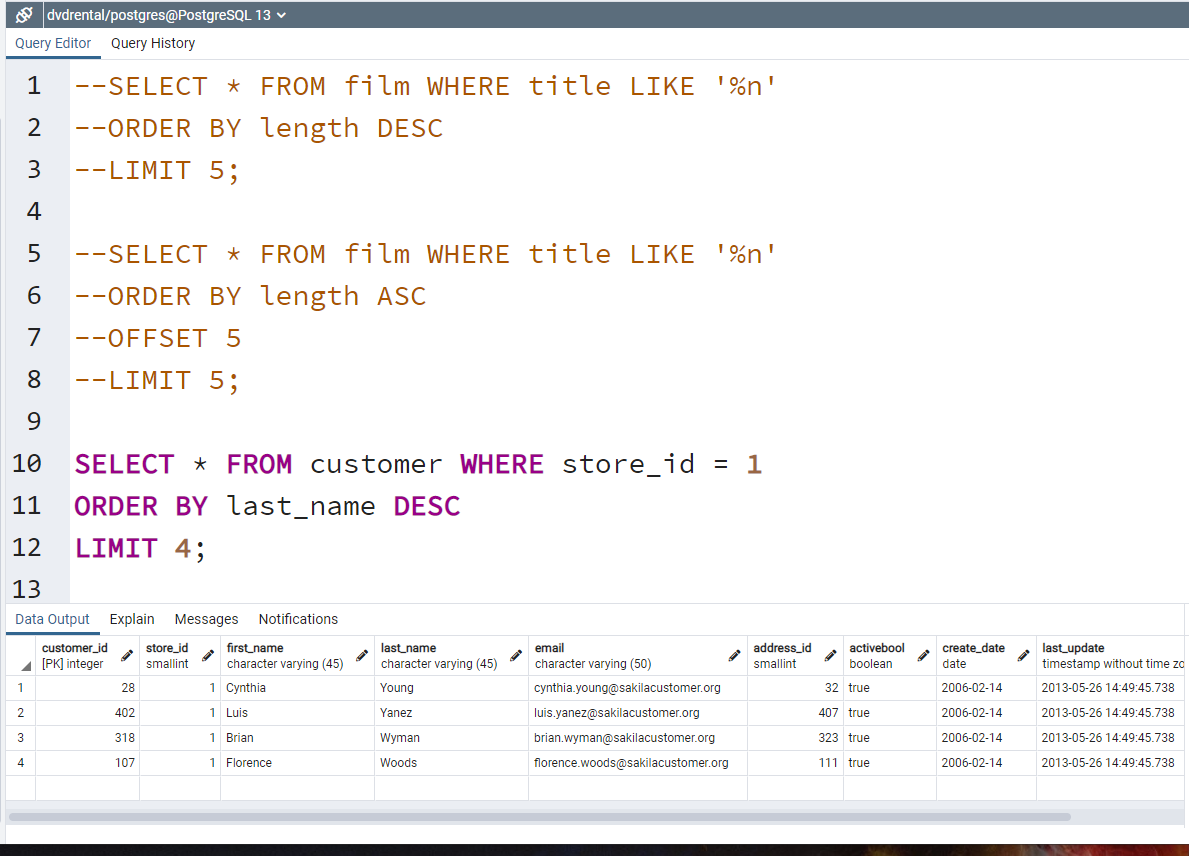 dvdrental/postgres@PostgreSQL 13
Query Editor Query History
1 --SELECT * FROM film WHERE title LIKE '%n'
2 --ORDER BY length DESC
3 --LIMIT 5;
4
5 --SELECT * FROM film WHERE title LIKE '%n'
6 --ORDER BY length ASC
7 --OFFSET 5
8 --LIMIT 5;
9
10 SELECT * FROM customer WHERE store_id = 1
11 ORDER BY last_name DESC
12 LIMIT 4;
13
Data Output Explain Messages Notifications
customer_id store_id first_name last_name email address_id activebool create_date last_update
[PK] integer smallint character varying (45) character varying (45) character varying (50) smallint boolean date timestamp without time zo
1 28 1 Cynthia Young cynthia.young@sakilacustomer.org 32 true 2006-02-14 2013-05-26 14:49:45.738
2 402 1 Luis Yanez luis.yanez@sakilacustomer.org 407 true 2006-02-14 2013-05-26 14:49:45.738
3 318 1 Brian Wyman brian.wyman@sakilacustomer.org 323 true 2006-02-14 2013-05-26 14:49:45.738
4 107 1 Florence Woods florence.woods@sakilacustomer.org 111 true 2006-02-14 2013-05-26 14:49:45.738